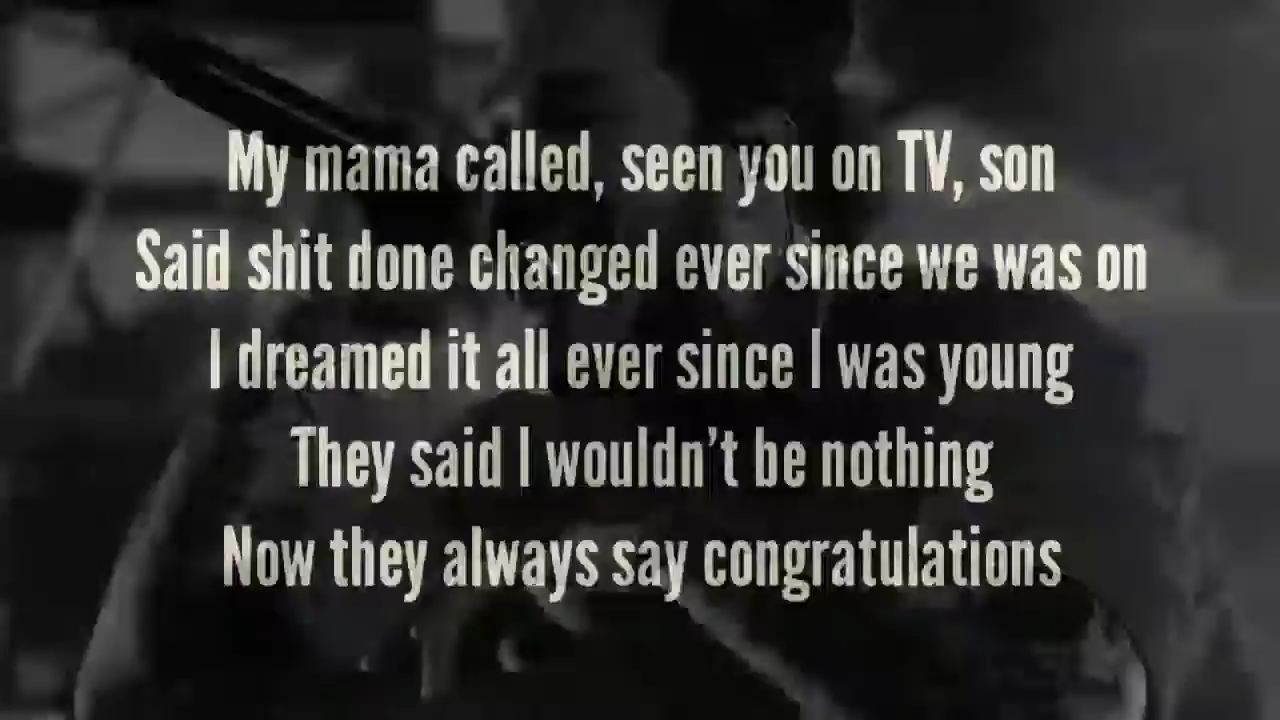 My mama called, seen you on TV, son
Said shit done changed ever since we was on
I dreamed it all ever since I was young
They said I wouldn’t be nothing
Now they always say congratulations